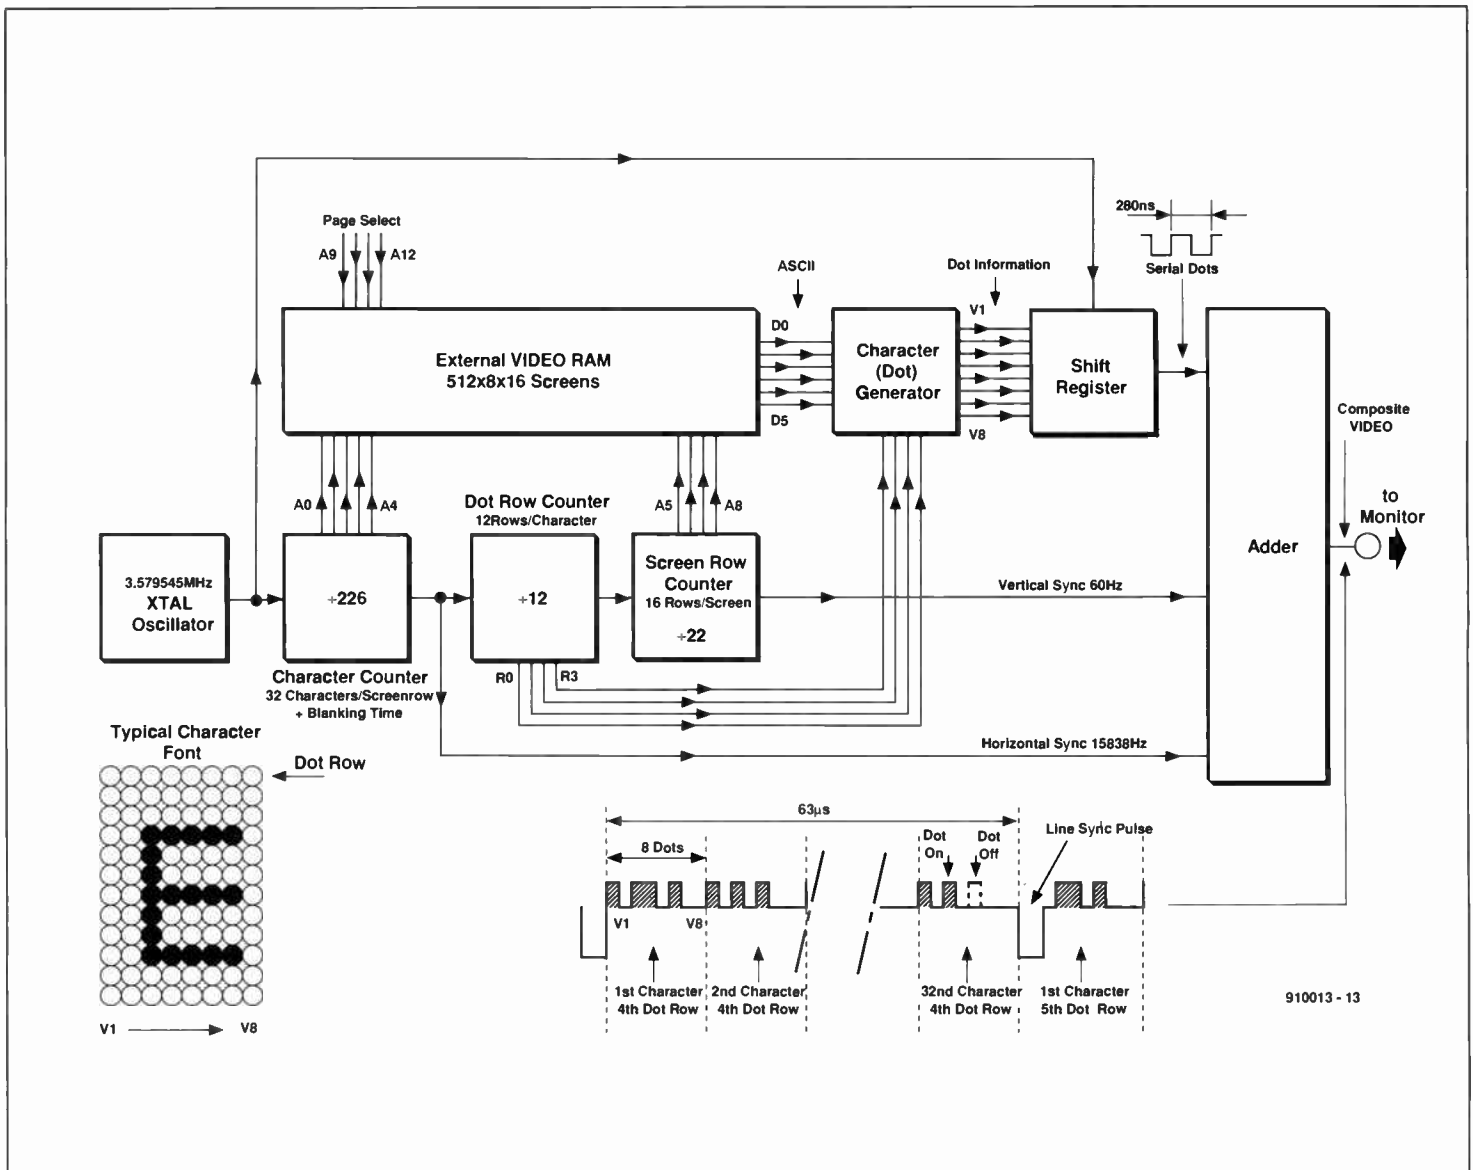 Page Select
A9
A12
280ns
Serial Dots
ASCII
Dot Information
D0
D5
V1
V8
External VIDEO RAM
512x8x16 Screens
Character
(Dot)
Generator
Shift
Register
Composite
VIDEO
to
Monitor
A0
A4
Dot Row Counter
12Rows/Character
A5
A8
3.579545MHz
XTAL
Oscillator
÷226
÷12
Screen Row
Counter
16 Rows/Screen
÷22
Adder
Vertical Sync 60Hz
Character Counter
32 Characters/Screenrow
+ Blanking Time
R0
R3
Horizontal Sync 15838Hz
Typical Character
Font
Dot Row
V1
V8
63µs
8 Dots
Dot
On
Dot
Off
Line Sync Pulse
V1
V8
1st Character
4th Dot Row
2nd Character
4th Dot Row
32nd Character
4th Dot Row
1st Character
5th Dot Row
910013 - 13